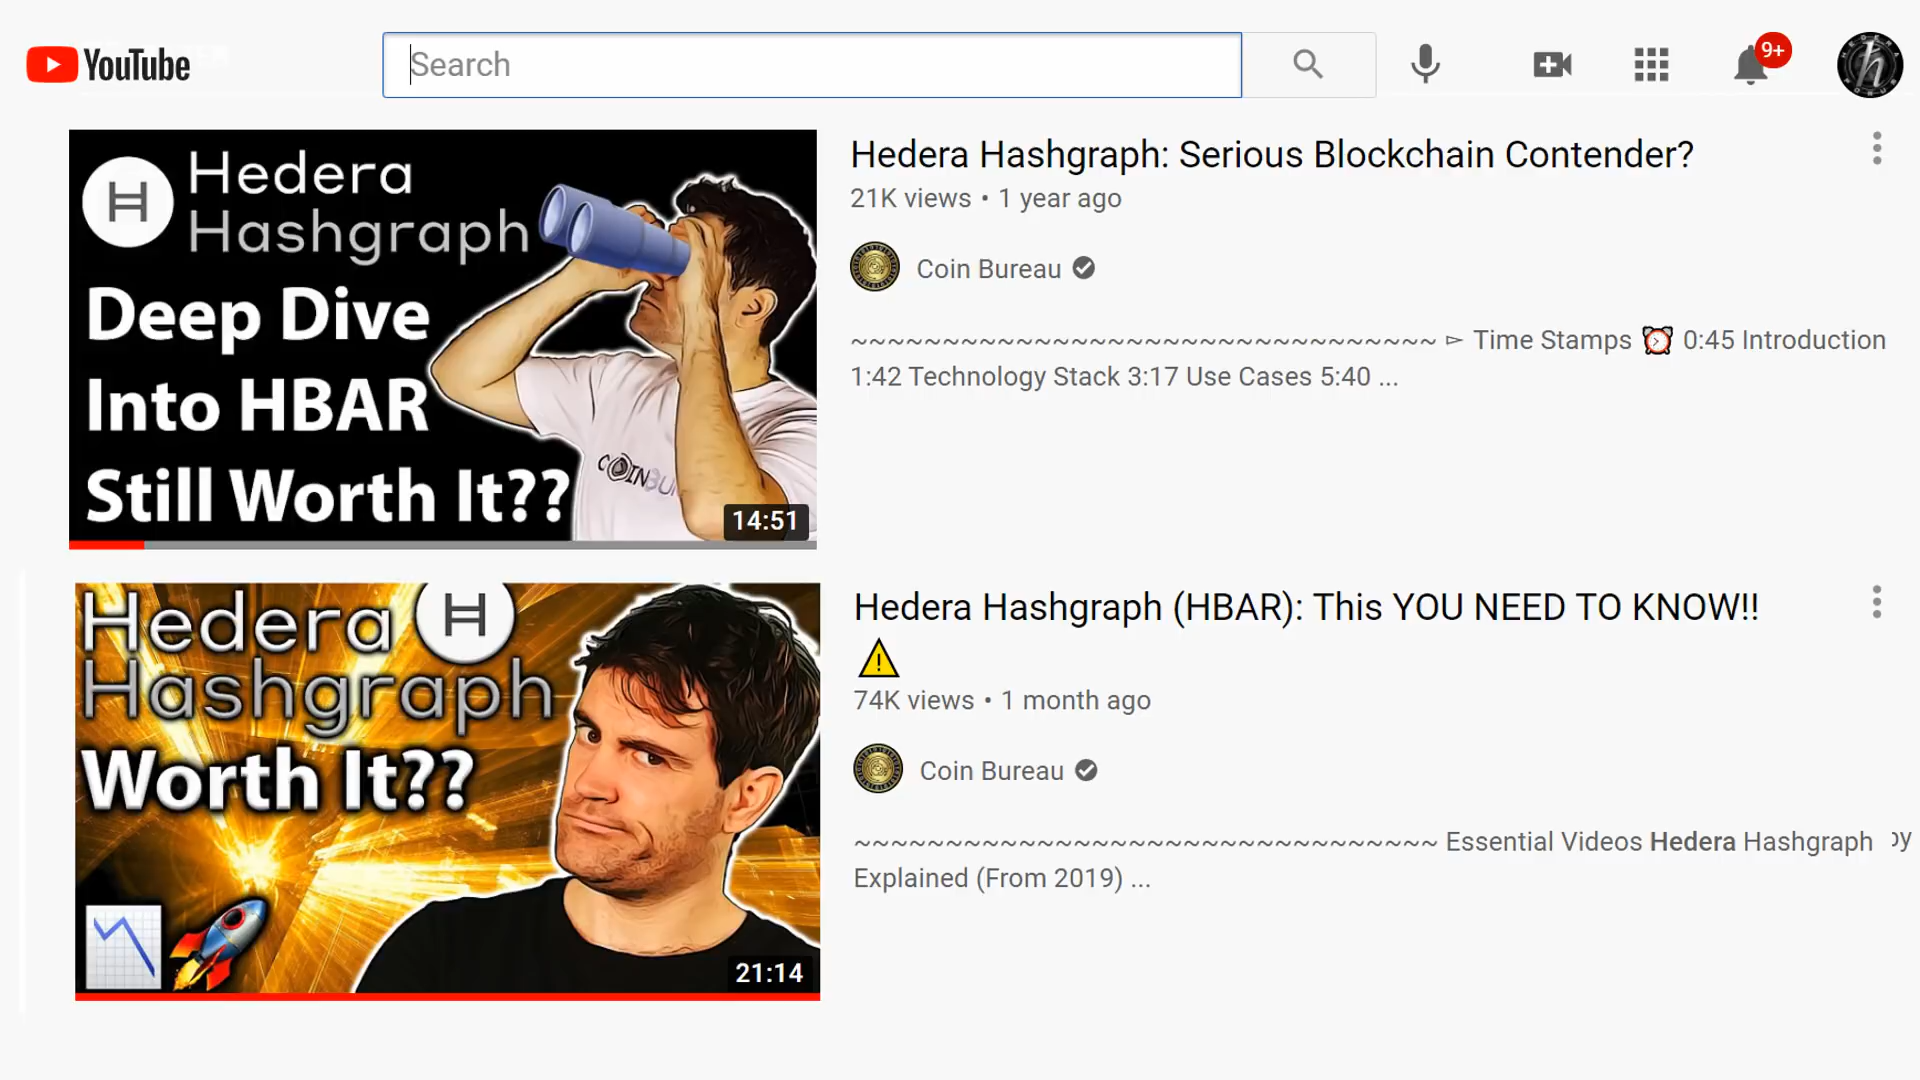 YouTube
Search
9+
Hedera
Hashgraph
Deep Dive
Into HBAR
Still Worth It??
14:51
Hedera Hashgraph: Serious Blockchain Contender?
21K views • 1 year ago
Coin Bureau
~~~~~~~~~~~~~~~~~~~~~~~~~~~~~~~~ ▻ Time Stamps ⏰ 0:45 Introduction
1:42 Technology Stack 3:17 Use Cases 5:40 ...
Hedera
Hashgraph
Worth It??
21:14
Hedera Hashgraph (HBAR): This YOU NEED TO KNOW!!
⚠️
74K views • 1 month ago
Coin Bureau
~~~~~~~~~~~~~~~~~~~~~~~~~~~~~~~~ Essential Videos Hedera Hashgraph by
Explained (From 2019) ...